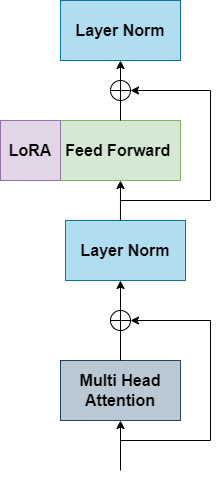 Layer Norm
LoRA Feed Forward
Layer Norm
Multi Head
Attention